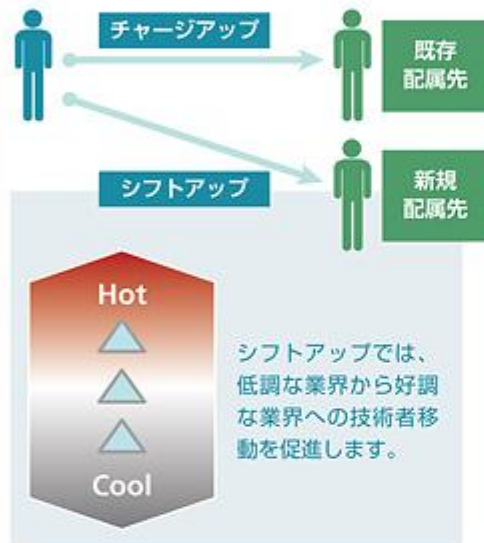 チャージアップ
既存
配属先
シフトアップ
新規
配属先
Hot
Cool
シフトアップでは、
低調な業界から好調
な業界への技術者移
動を促進します。